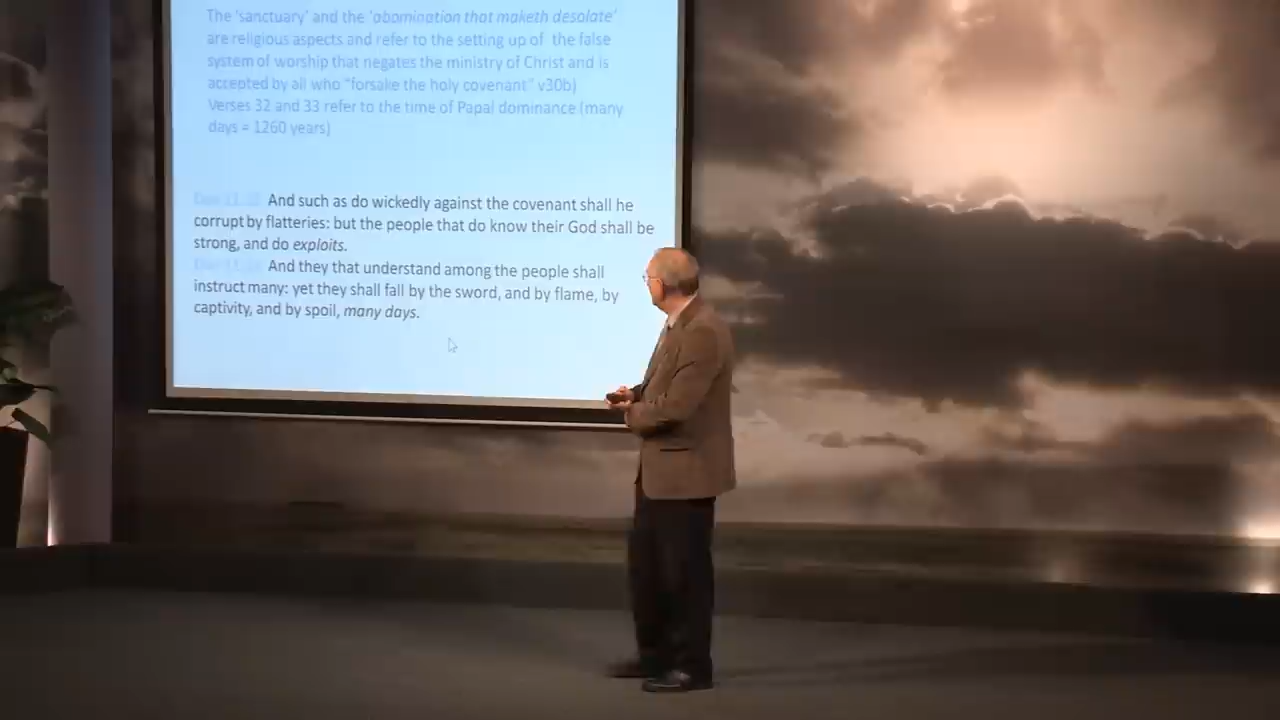 The 'sanctuary' and the 'abomination that maketh desolate'
are religious aspects and refer to the setting up of the false
system of worship that negates the ministry of Christ and is
accepted by all who "forsake the holy covenant" v30b)
Verses 32 and 33 refer to the time of Papal dominance (many
days = 1260 years)
And such as do wickedly against the covenant shall he
corrupt by flatteries: but the people that do know their God shall be
strong, and do exploits.
And they that understand among the people shall
instruct many: yet they shall fall by the sword, and by flame, by
captivity, and by spoil, many days.